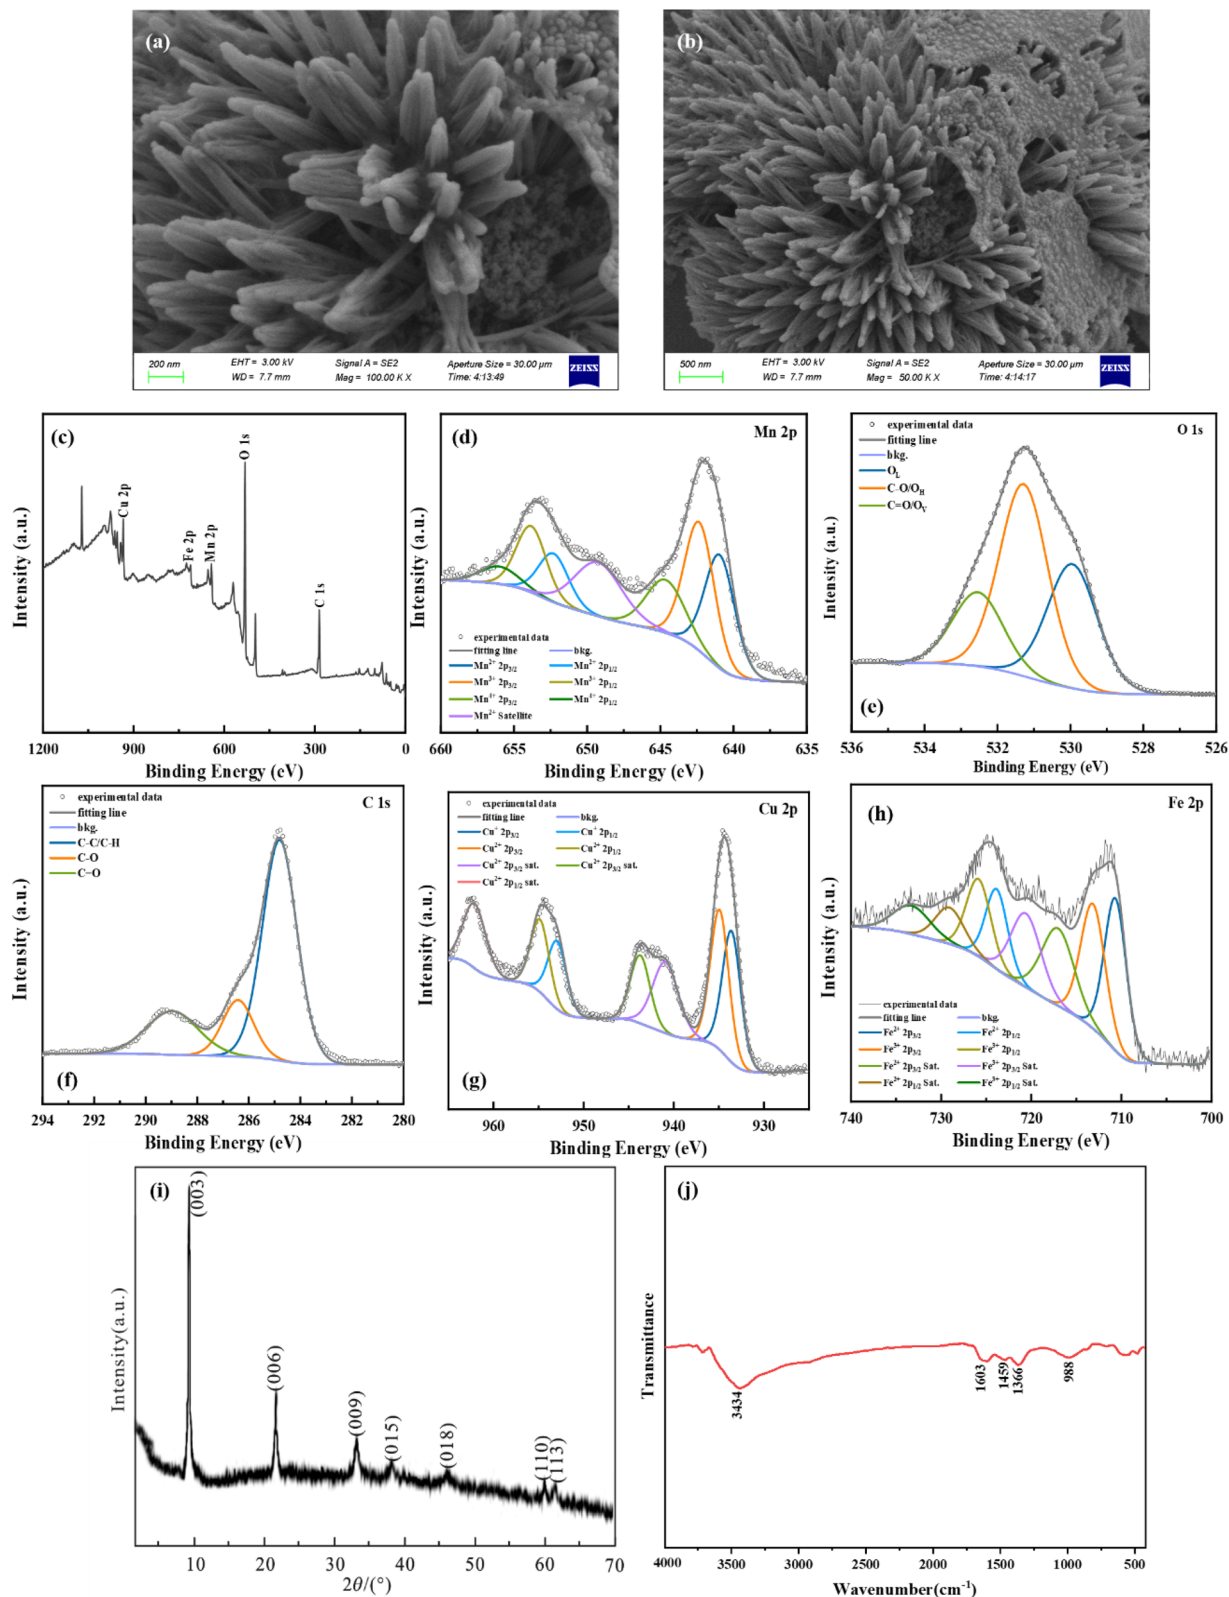 (a)
200 nm
EHT = 3.00 kV
Signal A = SE2
Aperture Size = 30.00 µm
WD = 7.7 mm
Mag = 100.00 K X
Time: 4:13:49
ZEISS
(b)
500 nm
EHT = 3.00 kV
Signal A = SE2
Aperture Size = 30.00 µm
WD = 7.7 mm
Mag = 50.00 K X
Time: 4:14:17
ZEISS
(c)
Cu 2p
Fe 2p
Mn 2p
O 1s
C 1s
Intensity (a.u.)
1200 900 600 300 0
Binding Energy (eV)
(d)
Mn 2p
experimental data
fitting line
bkg.
Mn²⁺ 2p₃/₂
Mn²⁺ 2p₁/₂
Mn³⁺ 2p₃/₂
Mn³⁺ 2p₁/₂
Mn⁴⁺ 2p₃/₂
Mn⁴⁺ 2p₁/₂
Mn²⁺ Satellite
Intensity (a.u.)
660 655 650 645 640 635
Binding Energy (eV)
experimental data
fitting line
O 1s
bkg.
O_L
C-O/O_H
C=O/O_V
(e)
Intensity (a.u.)
536 534 532 530 528 526
Binding Energy (eV)
experimental data
C 1s
fitting line
bkg.
C-C/C-H
C-O
C=O
(f)
Intensity (a.u.)
294 292 290 288 286 284 282 280
Binding Energy (eV)
experimental data
Cu 2p
fitting line
bkg.
Cu⁺ 2p₃/₂
Cu⁺ 2p₁/₂
Cu²⁺ 2p₃/₂
Cu²⁺ 2p₁/₂
Cu²⁺ 2p₃/₂ sat.
Cu²⁺ 2p₃/₂ sat.
Cu²⁺ 2p₁/₂ sat.
(g)
Intensity (a.u.)
960 950 940 930
Binding Energy (eV)
(h)
Fe 2p
experimental data
fitting line
bkg.
Fe²⁺ 2p₃/₂
Fe²⁺ 2p₁/₂
Fe³⁺ 2p₃/₂
Fe³⁺ 2p₁/₂
Fe²⁺ 2p₃/₂ Sat.
Fe³⁺ 2p₃/₂ Sat.
Fe²⁺ 2p₁/₂ Sat.
Fe³⁺ 2p₁/₂ Sat.
Intensity (a.u.)
740 730 720 710 700
Binding Energy (eV)
(i)
(003)
(006)
(009)
(015)
(018)
(110)
(113)
Intensity(a.u.)
10 20 30 40 50 60 70
2θ/(°)
(j)
3434
1603
1459
1366
988
Transmittance
4000 3500 3000 2500 2000 1500 1000 500
Wavenumber(cm⁻¹)